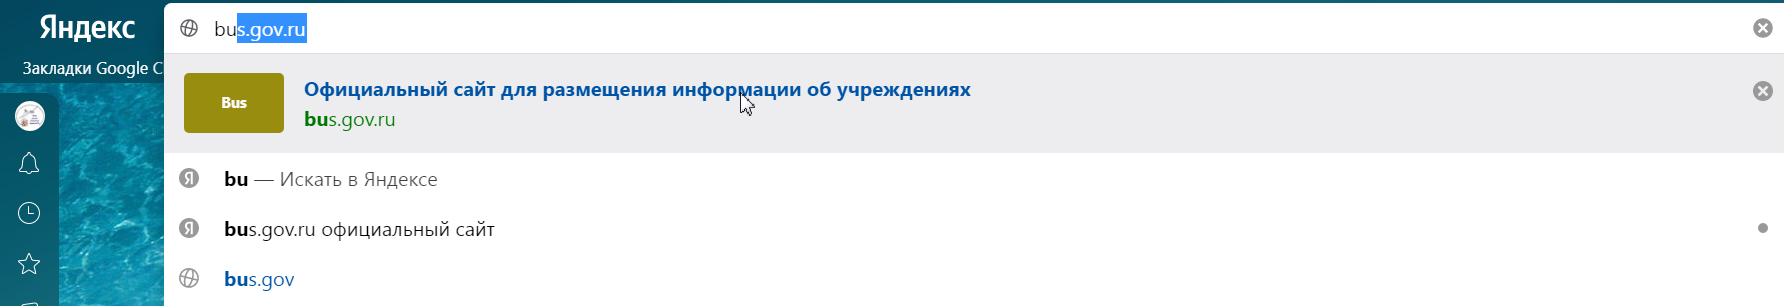 Яндекс
bus.gov.ru
Закладки Google C
Bus
Официальный сайт для размещения информации об учреждениях
bus.gov.ru
Я bu — Искать в Яндексе
Я bus.gov.ru официальный сайт
bus.gov